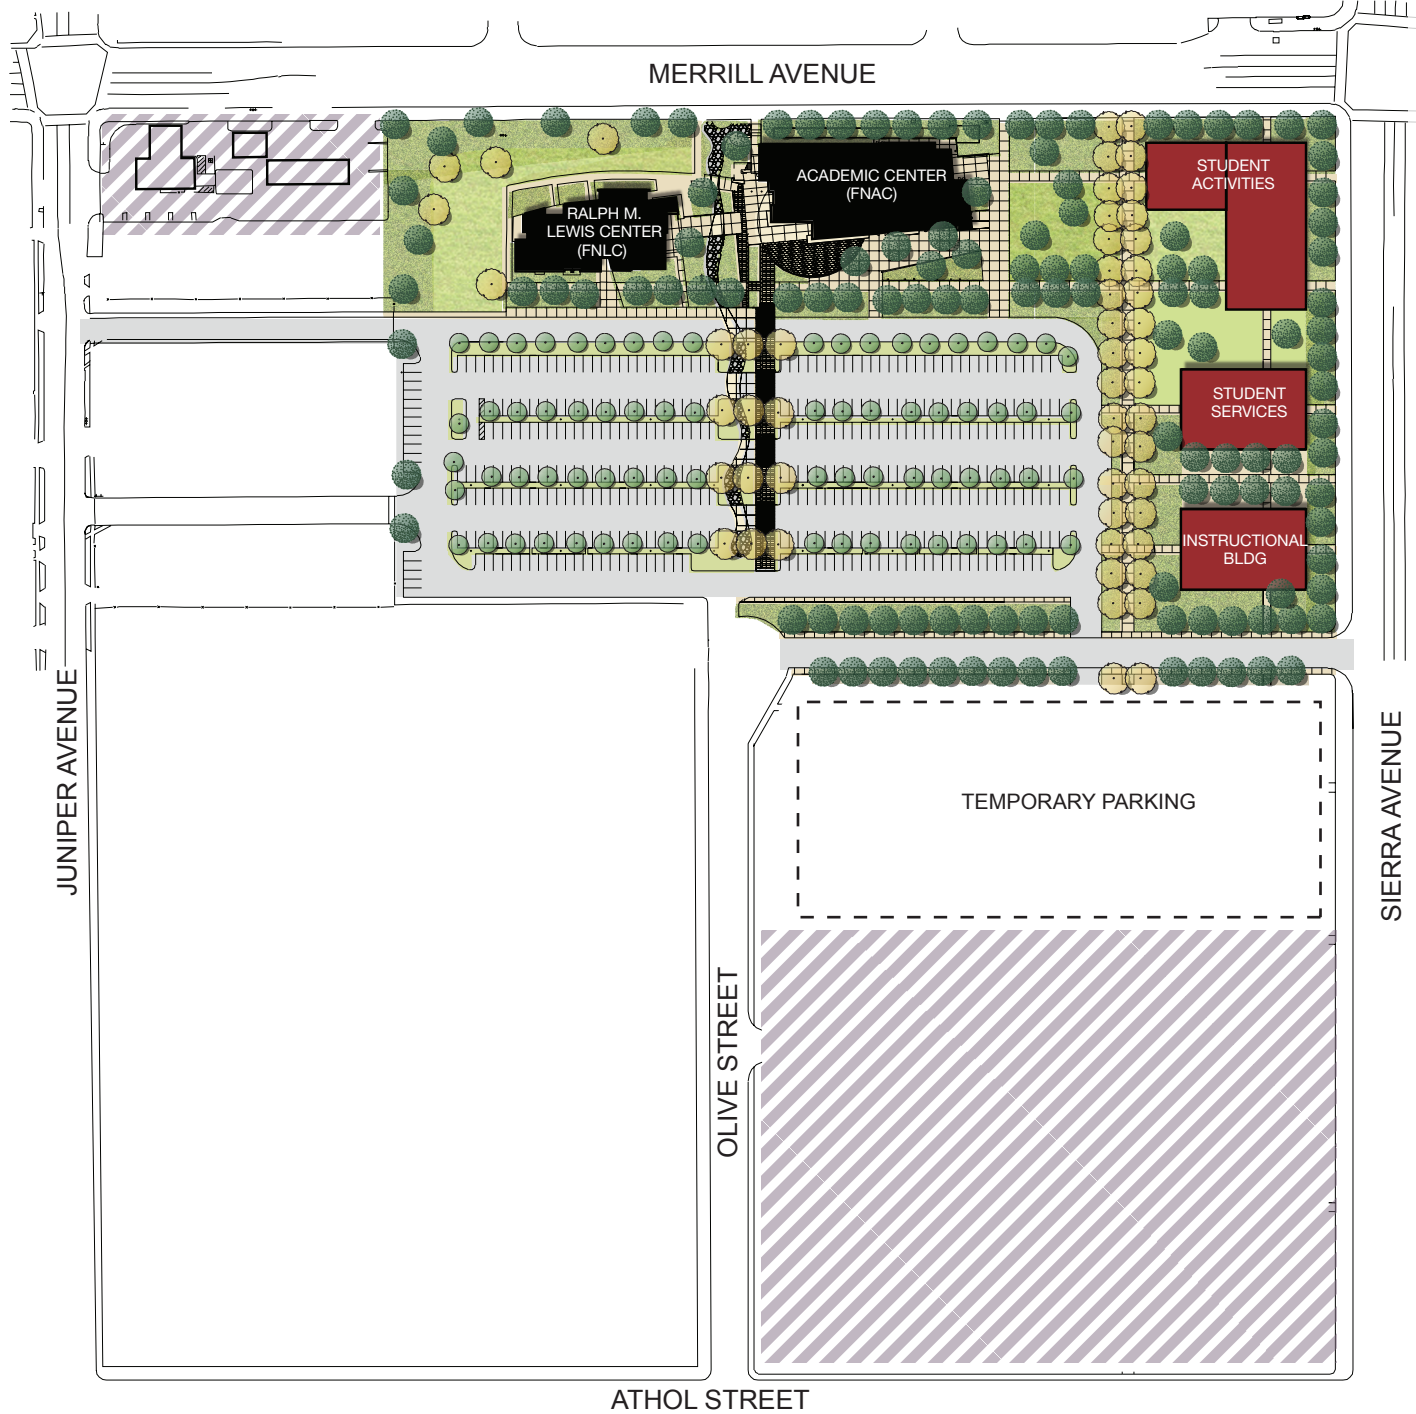 MERRILL AVENUE
STUDENT
ACTIVITIES
ACADEMIC CENTER
(FNAC)
RALPH M.
LEWIS CENTER
(FNLC)
STUDENT
SERVICES
INSTRUCTIONAL
BLDG
JUNIPER AVENUE
SIERRA AVENUE
TEMPORARY PARKING
OLIVE STREET
ATHOL STREET